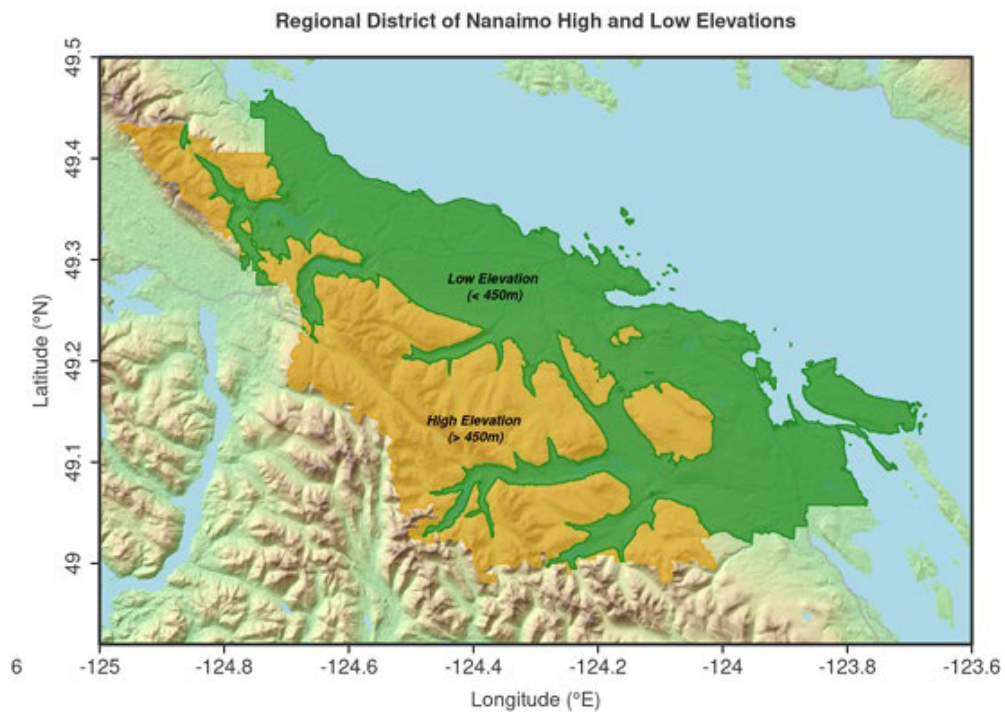 Regional District of Nanaimo High and Low Elevations
49.5
49.4
49.3
49.2
49.1
49
Latitude (°N)
Low Elevation
(< 450m)
High Elevation
(> 450m)
6
-125
-124.8
-124.6
-124.4
-124.2
-124
-123.8
-123.6
Longitude (°E)